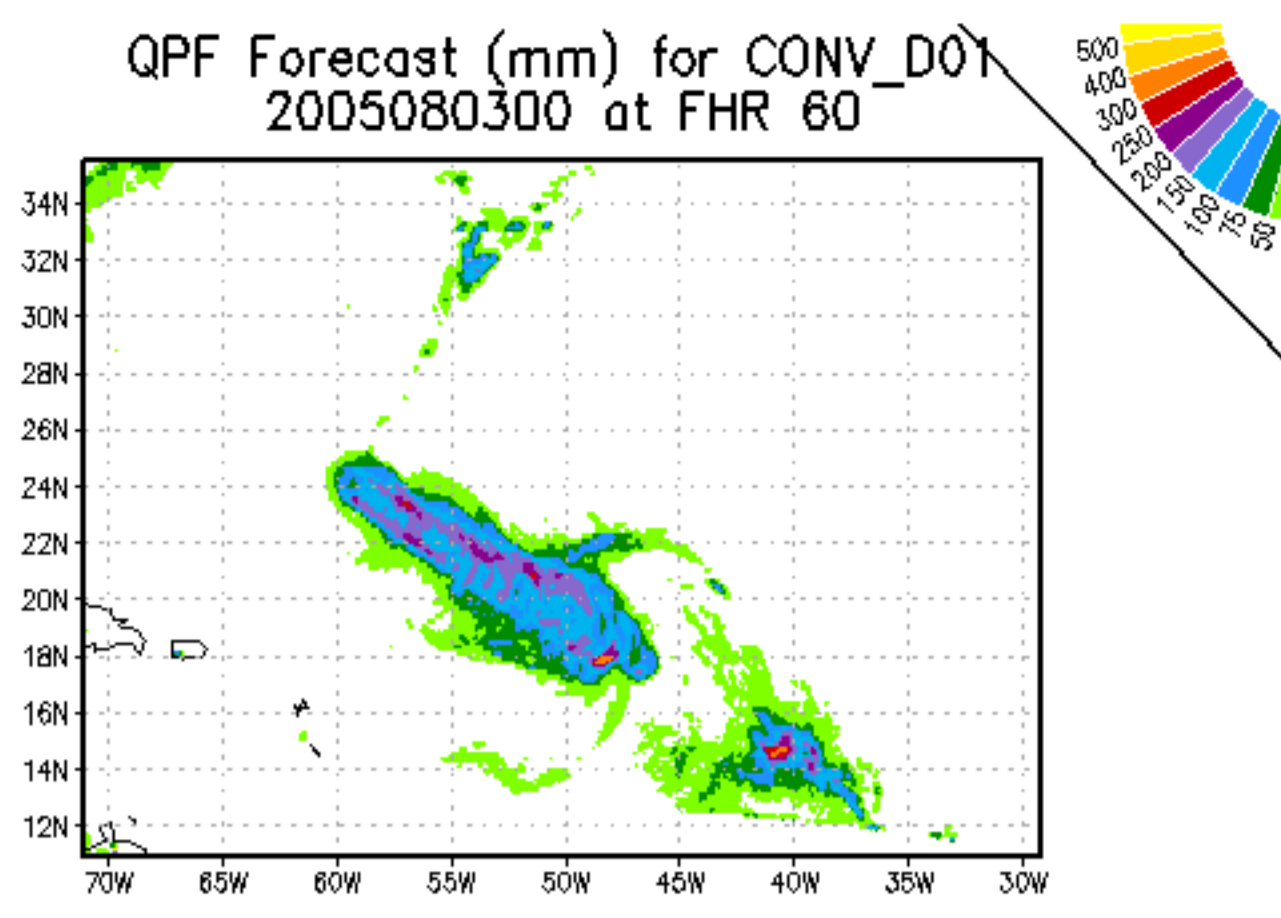 QPF Forecast (mm) for CONV_D01
2005080300 at FHR 60
500
400
300
250
200
150
100
75
50
34N
32N
30N
28N
26N
24N
22N
20N
18N
16N
14N
12N
70W 65W 60W 55W 50W 45W 40W 35W 30W